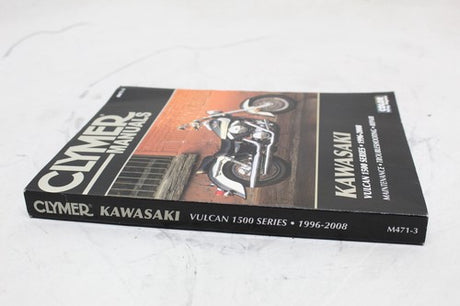 CLYMER
MANUALS
KAWASAKI
VULCAN 1500 SERIES • 1996-2008
MAINTENANCE • TROUBLESHOOTING • REPAIR
CLYMER® KAWASAKI VULCAN 1500 SERIES • 1996-2008 M471-3